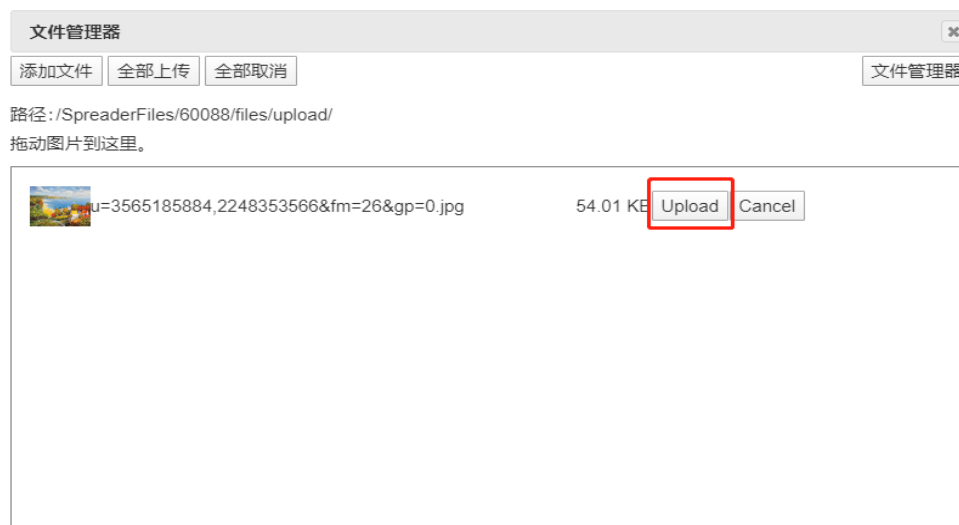 文件管理器
添加文件 全部上传 全部取消 文件管理器
路径:/SpreaderFiles/60088/files/upload/
拖动图片到这里。
u=3565185884,2248353566&fm=26&gp=0.jpg 54.01 KB Upload Cancel